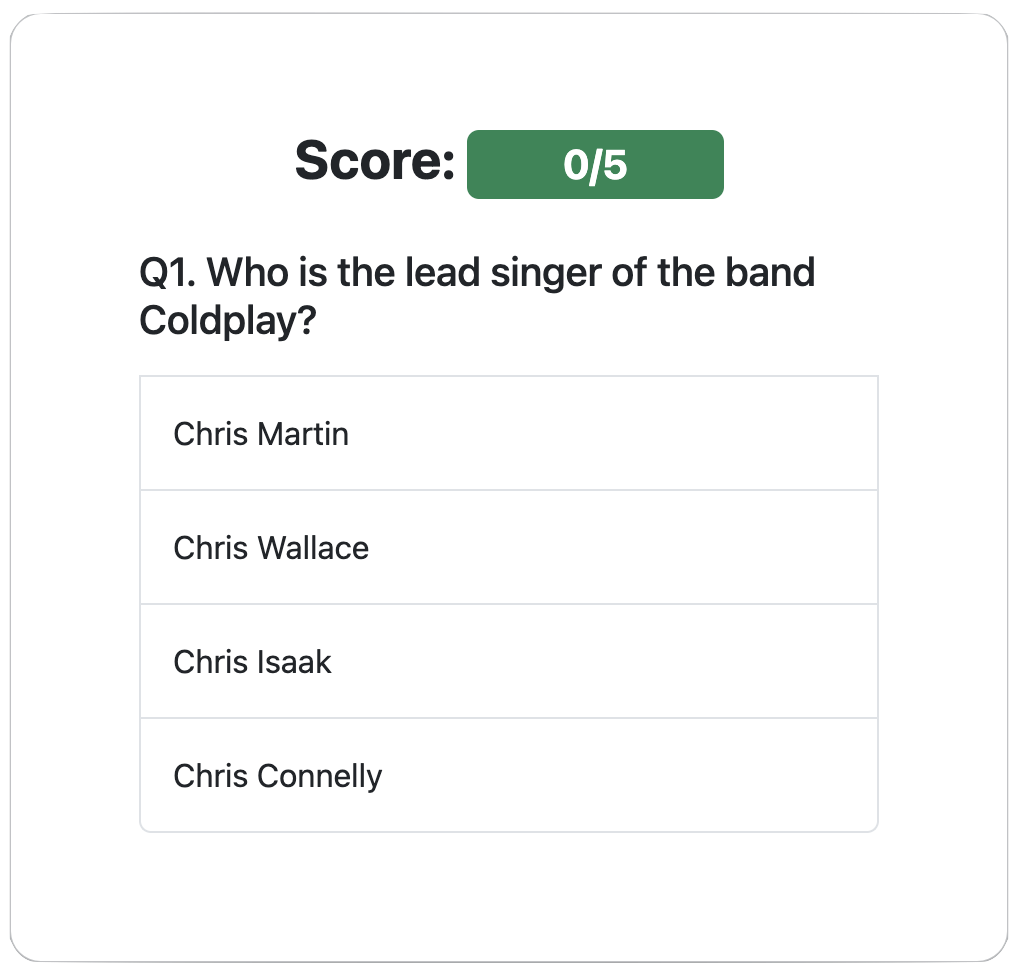 Score: 0/5
Q1. Who is the lead singer of the band
Coldplay?
Chris Martin
Chris Wallace
Chris Isaak
Chris Connelly